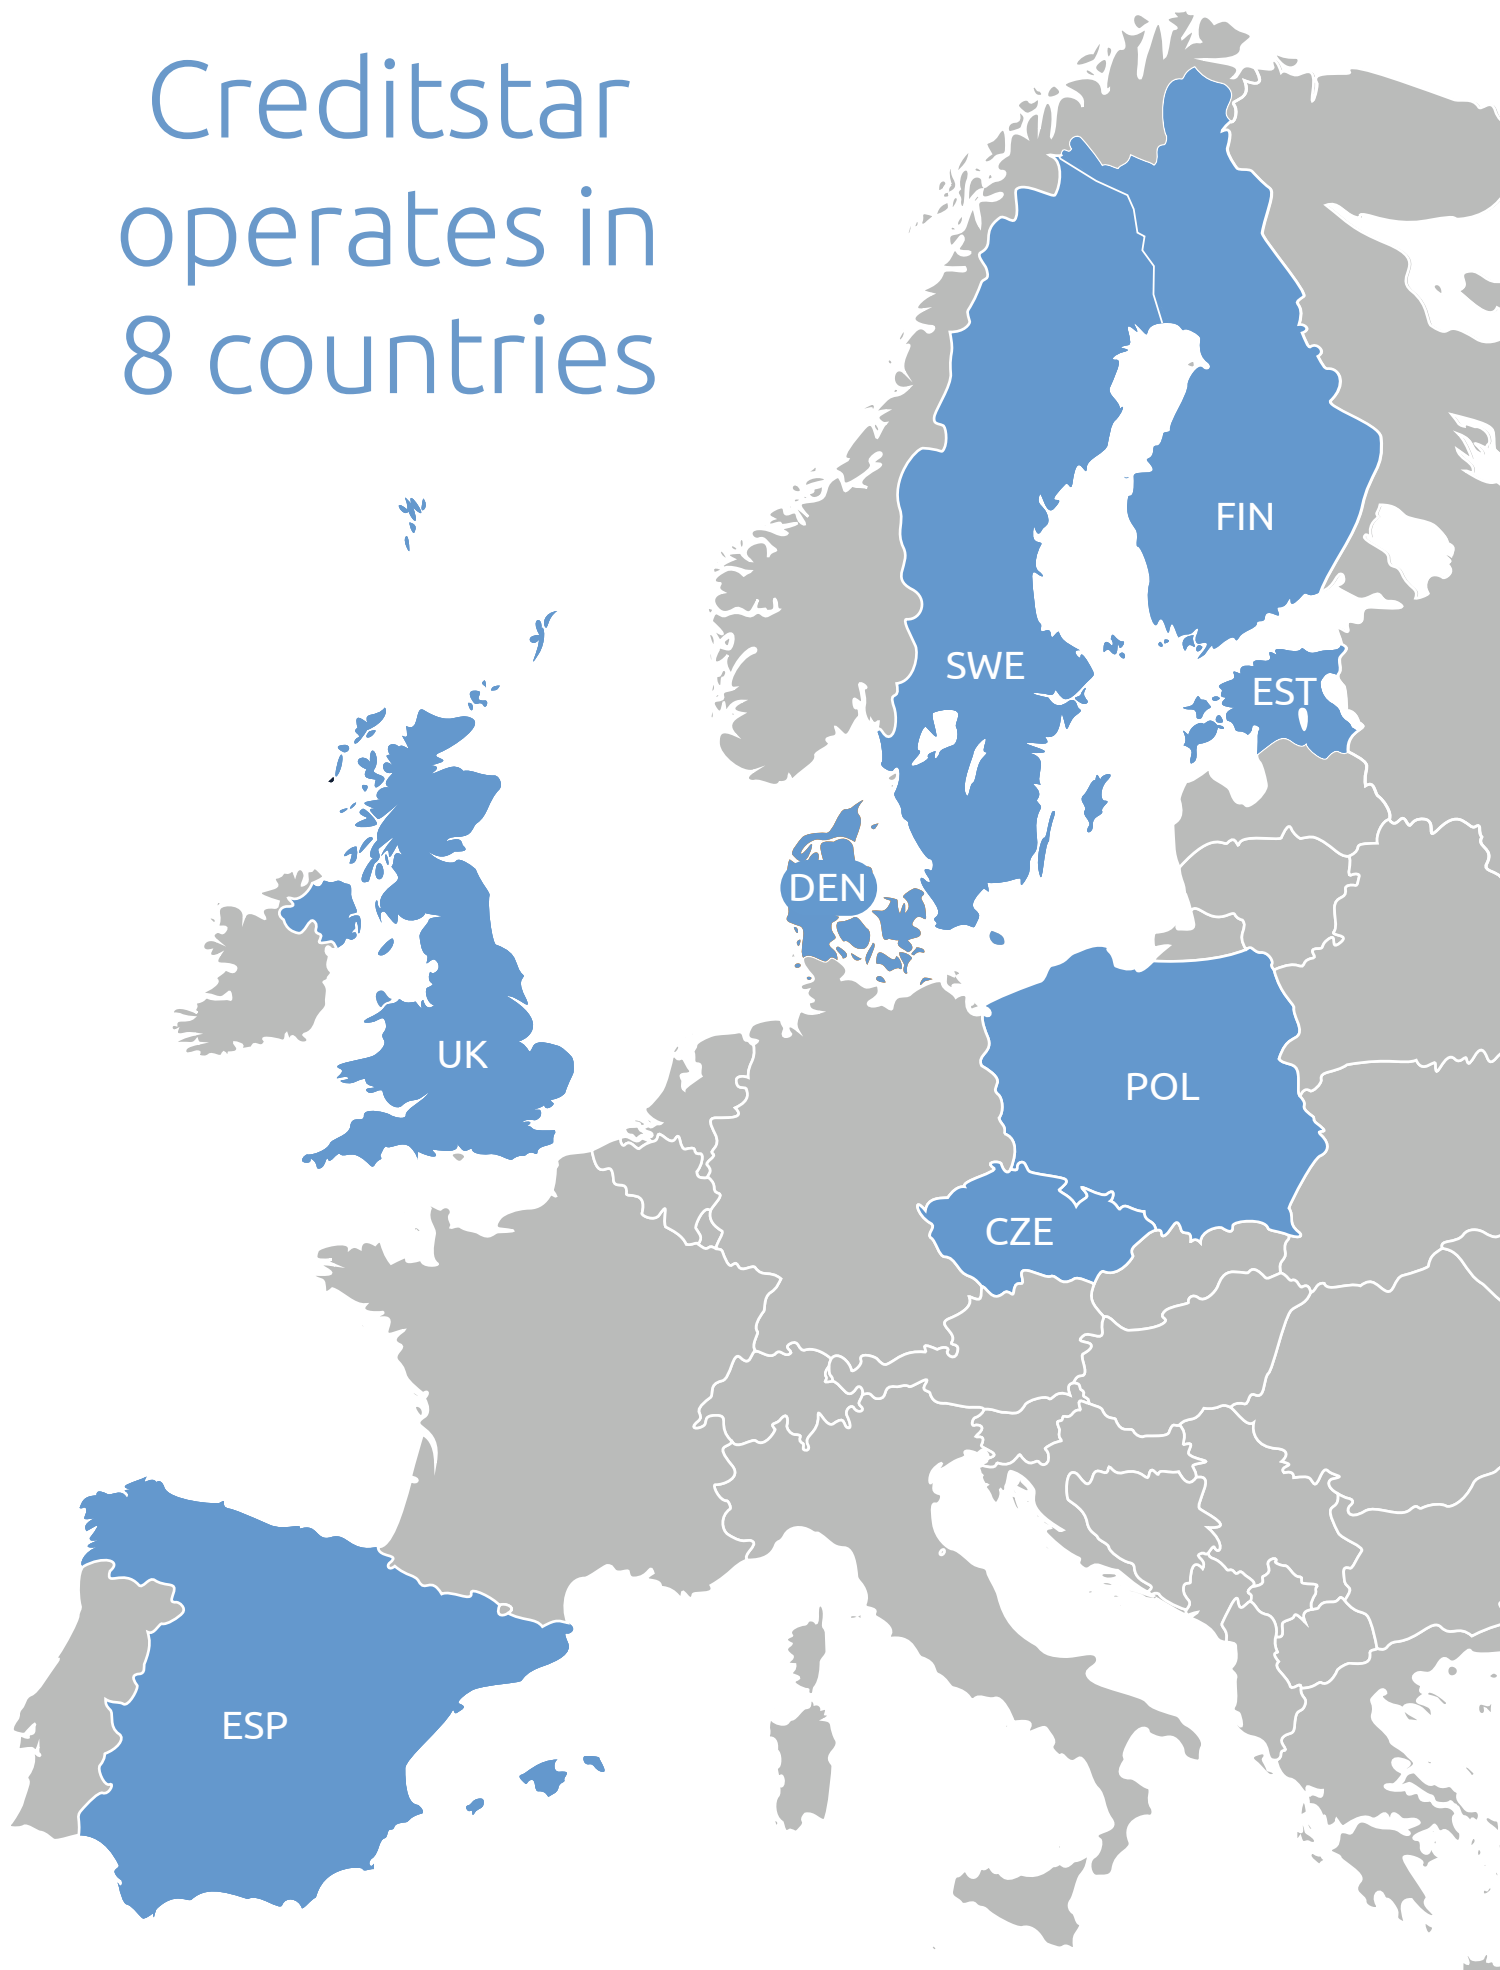 Creditstar
operates in
8 countries
FIN
SWE
EST
DEN
UK
POL
CZE
ESP